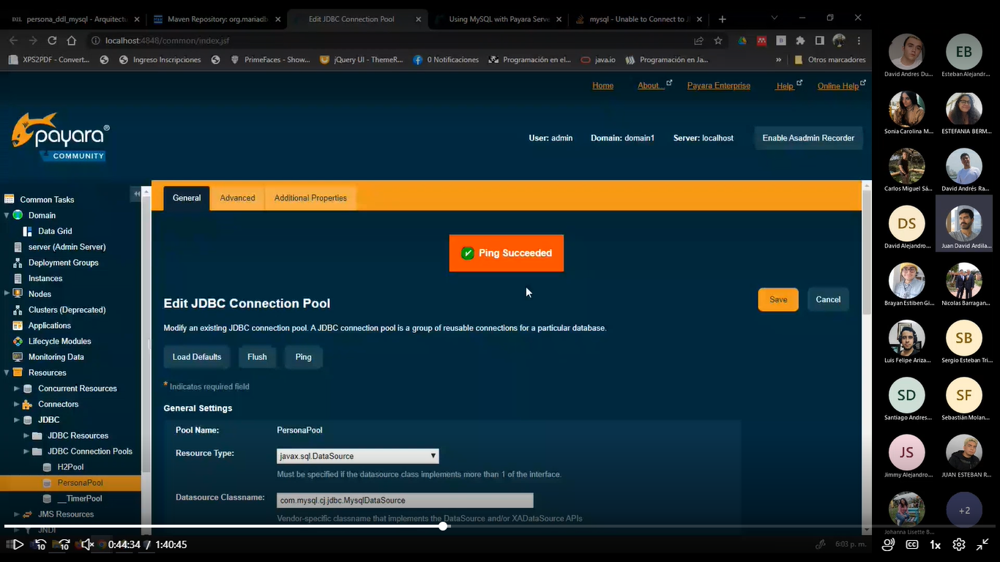 persona_ddl_mysql - Arquitectu
Maven Repository: org.mariadb
Edit JDBC Connection Pool
Using MySQL with Payara Serve
mysql - Unable to Connect to J
localhost:4848/common/index.jsf
XPS2PDF - Convert...
Ingreso Inscripciones
PrimeFaces - Show...
jQuery UI - ThemeR...
0 Notificaciones
Programación en el...
java.io
Programación en Ja...
»
Otros marcadores
Home
About...
Payara Enterprise
Help
Online Help
payara®
COMMUNITY
User: admin
Domain: domain1
Server: localhost
Enable Asadmin Recorder
Common Tasks
Domain
Data Grid
server (Admin Server)
Deployment Groups
Instances
Nodes
Clusters (Deprecated)
Applications
Lifecycle Modules
Monitoring Data
Resources
Concurrent Resources
Connectors
JDBC
JDBC Resources
JDBC Connection Pools
H2Pool
PersonaPool
__TimerPool
JMS Resources
JNDI
General
Advanced
Additional Properties
Ping Succeeded
Edit JDBC Connection Pool
Save
Cancel
Modify an existing JDBC connection pool. A JDBC connection pool is a group of reusable connections for a particular database.
Load Defaults
Flush
Ping
* Indicates required field
General Settings
Pool Name:
PersonaPool
Resource Type:
javax.sql.DataSource
Must be specified if the datasource class implements more than 1 of the interface.
Datasource Classname:
com.mysql.cj.jdbc.MysqlDataSource
Vendor-specific classname that implements the DataSource and/or XADataSource APIs
10
10
0:44:34 / 1:40:45
6:03 p. m.
1x
David Andres Du...
EB
Esteban Alejandr...
Sonia Carolina M...
ESTEFANIA BERM...
Carlos Miguel Sá...
David Andrés Ra...
DS
David Alejandro...
Juan David Ardila...
Brayan Estiben Gi...
Nicolas Barragan...
Luis Felipe Ariza...
SB
Sergio Esteban Tri...
SD
Santiago Andres...
SF
Sebastián Molan...
JS
Jimmy Alejandro...
JUAN ESTEBAN R...
Johanna Lisette B...
+2